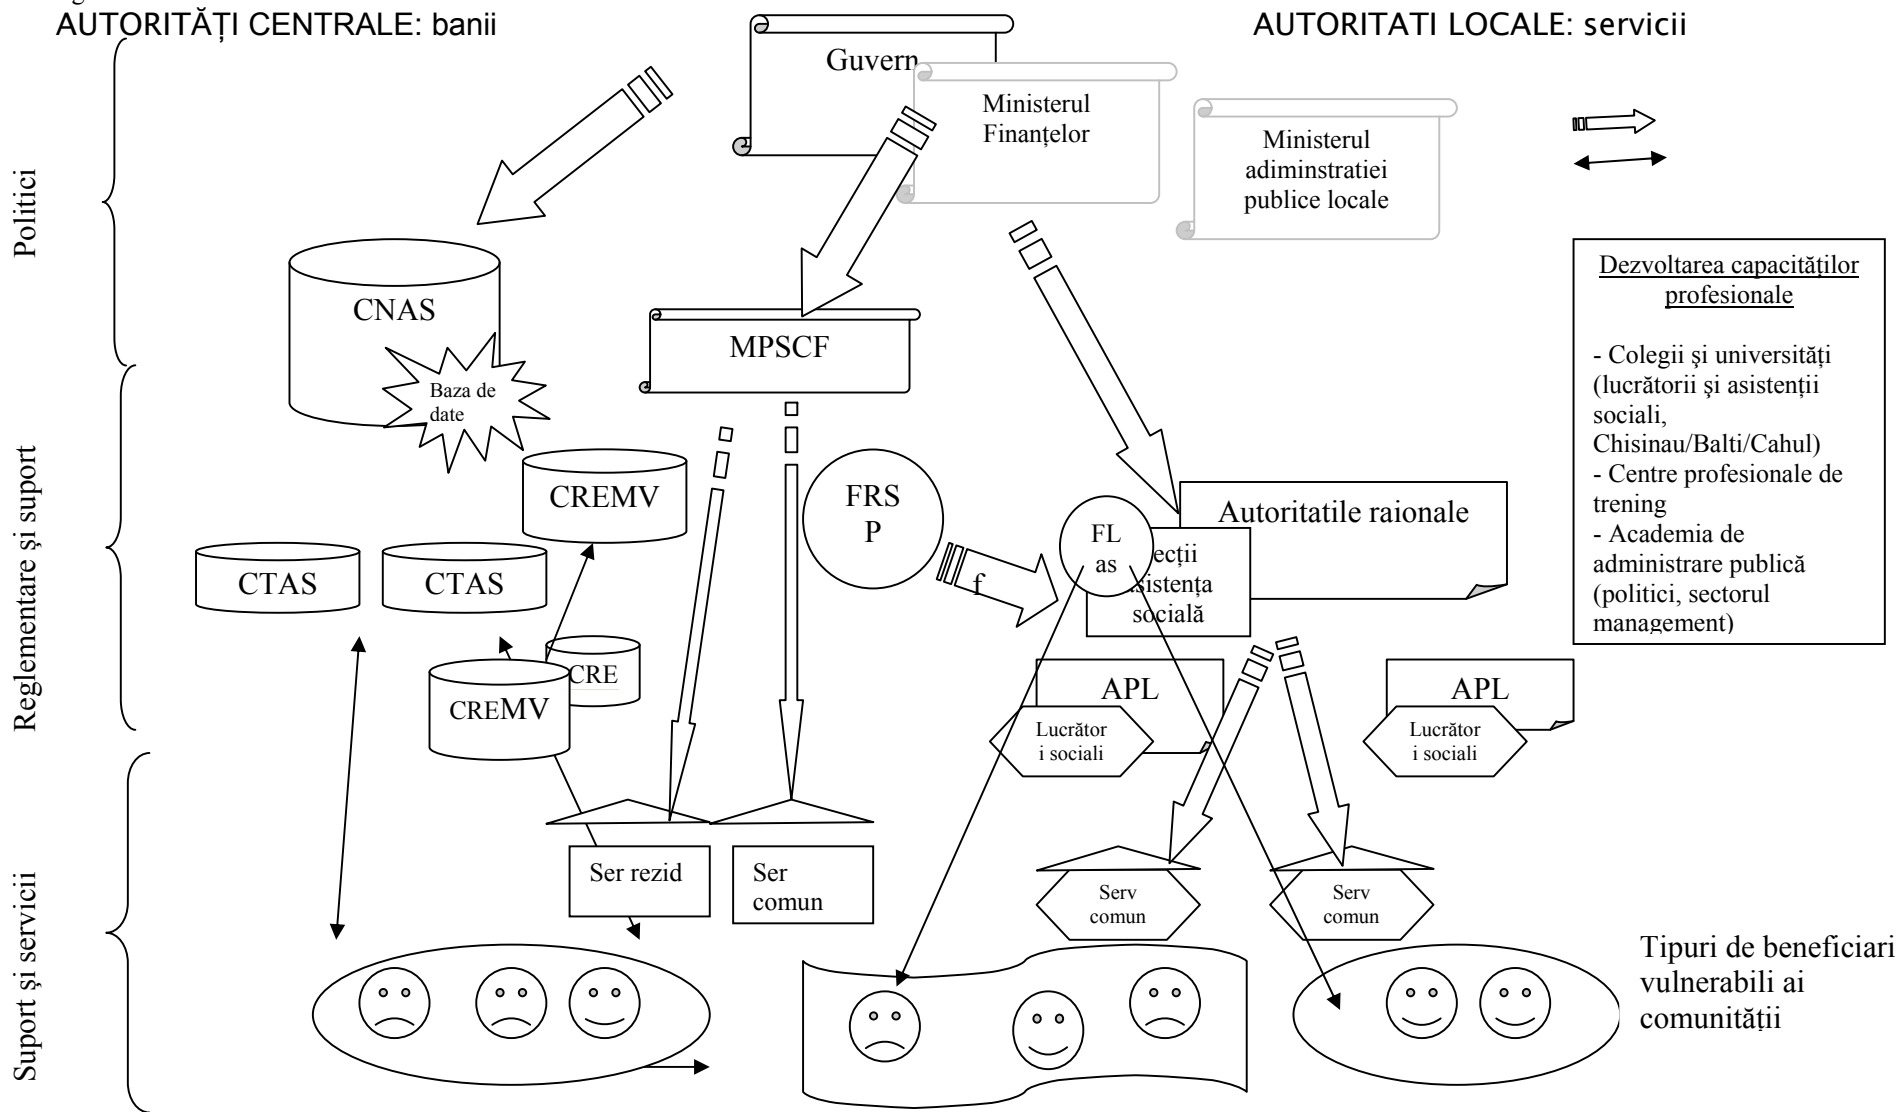 AUTORITĂȚI CENTRALE: banii
AUTORITATI LOCALE: servicii
Guvern
Ministerul
Finanțelor
Ministerul
adiminstratiei
publice locale
Politici
CNAS
Baza de
date
MPSCF
Dezvoltarea capacităților
profesionale
- Colegii şi universități
(lucrătorii şi asistenții
sociali,
Chisinau/Balti/Cahul)
- Centre profesionale de
trening
- Academia de
administrare publică
(politici, sectorul
management)
Reglementare şi suport
CREMV
FRS
P
FL
as
Autoritatile raionale
ecții
sistența
socială
f
CTAS
CTAS
CRE
CREMV
APL
Lucrător
i sociali
APL
Lucrător
i sociali
Suport şi servicii
Ser rezid
Ser
comun
Serv
comun
Serv
comun
Tipuri de beneficiari
vulnerabili ai
comunității